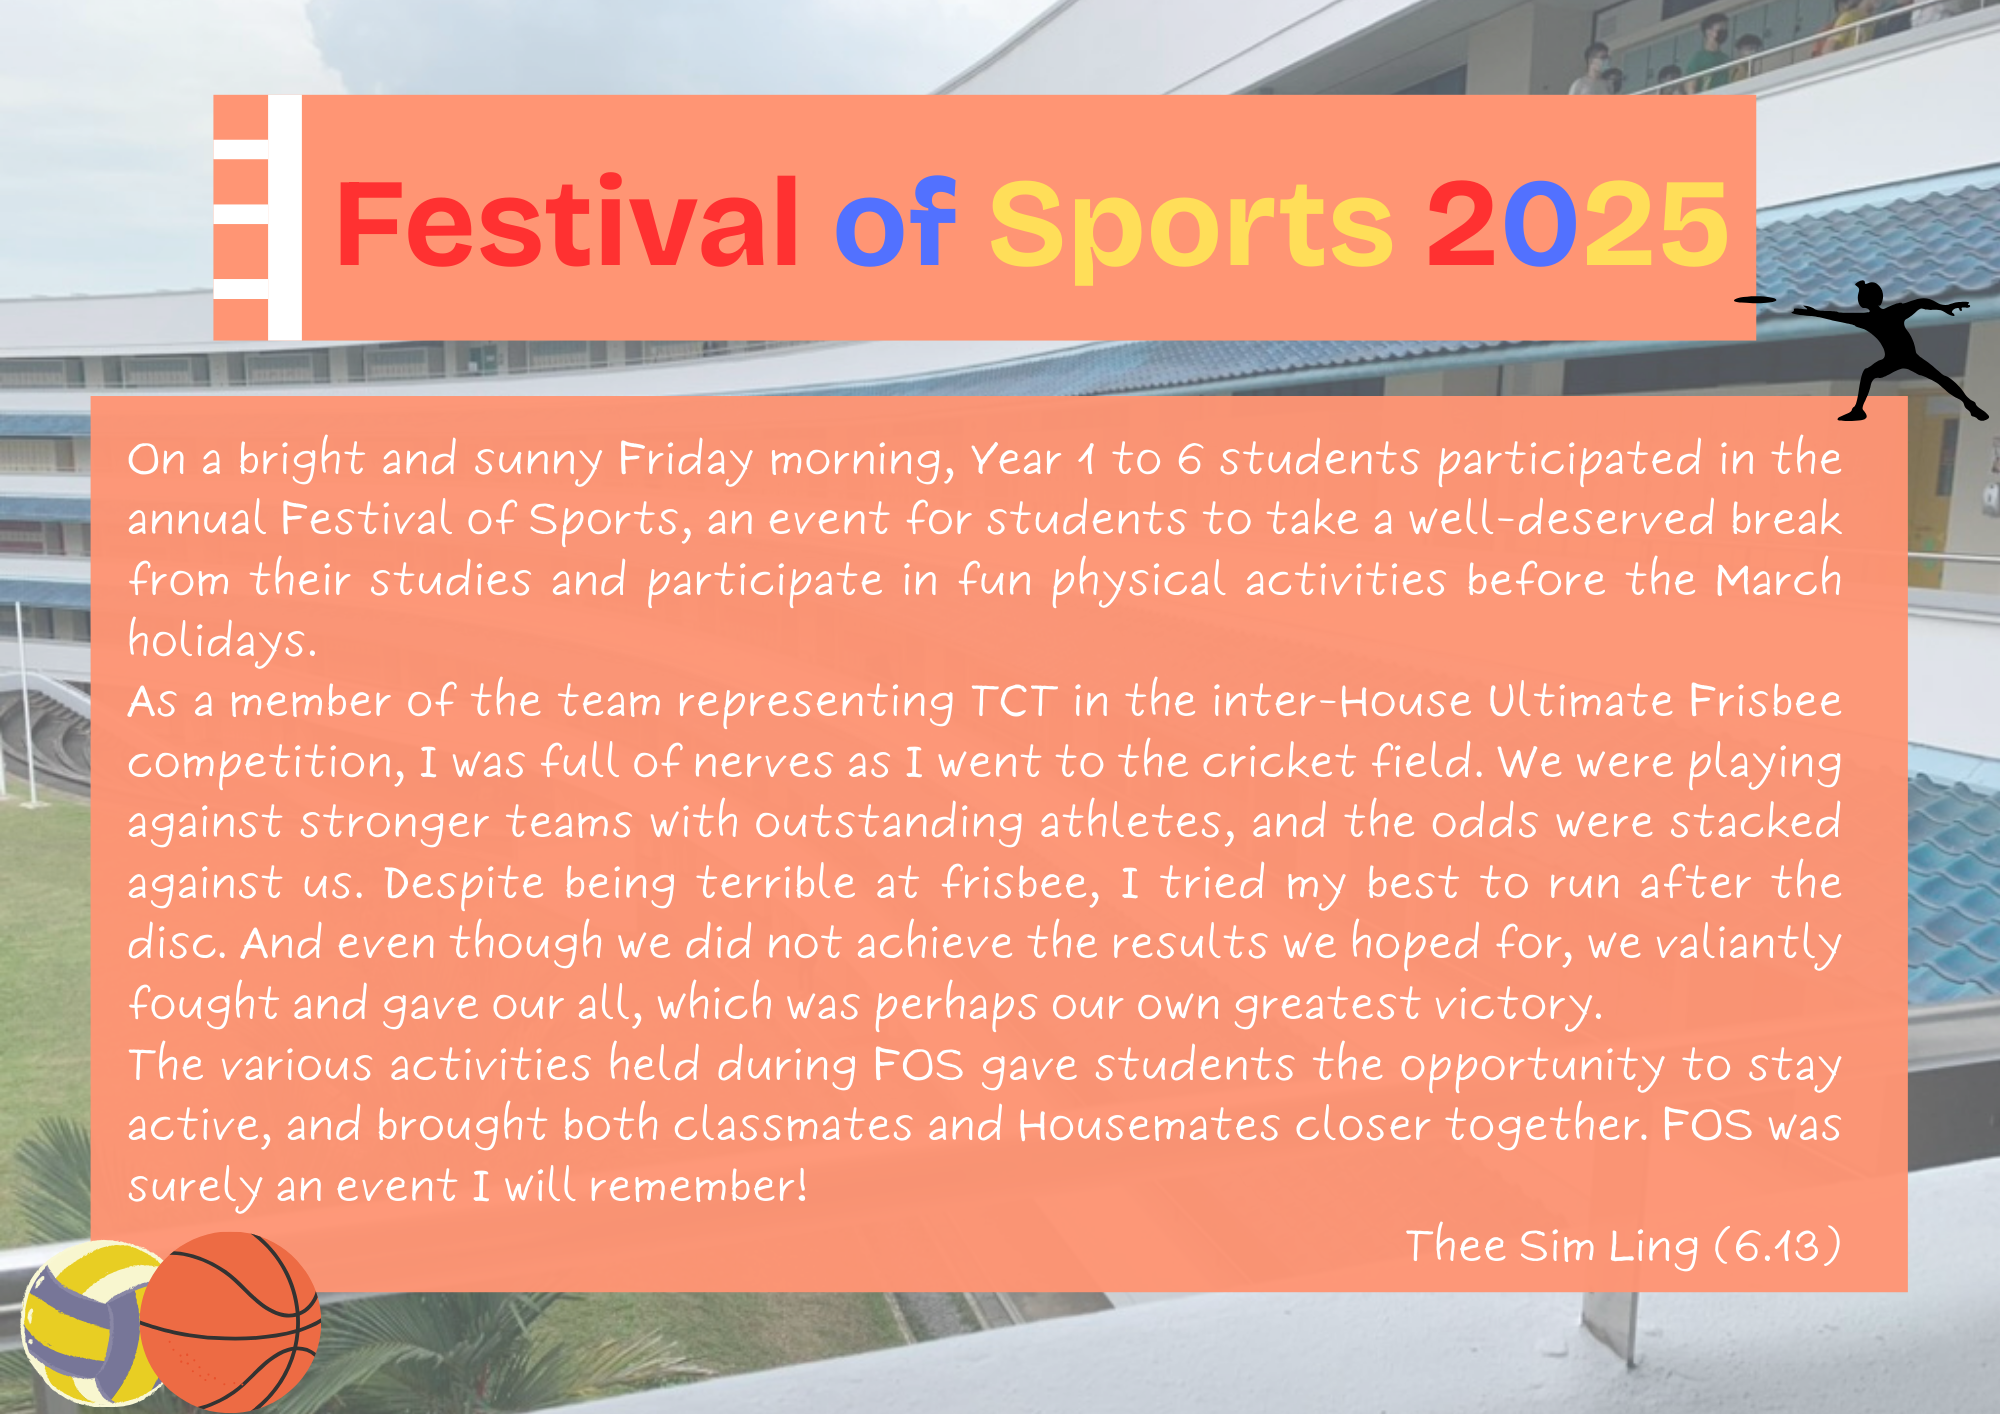 Festival of Sports 2025
On a bright and sunny Friday morning, Year 1 to 6 students participated in the
annual Festival of Sports, an event for students to take a well-deserved break
from their studies and participate in fun physical activities before the March
holidays.
As a member of the team representing TCT in the inter-House Ultimate Frisbee
competition, I was full of nerves as I went to the cricket field. We were playing
against stronger teams with outstanding athletes, and the odds were stacked
against us. Despite being terrible at frisbee, I tried my best to run after the
disc. And even though we did not achieve the results we hoped for, we valiantly
fought and gave our all, which was perhaps our own greatest victory.
The various activities held during FOS gave students the opportunity to stay
active, and brought both classmates and Housemates closer together. FOS was
surely an event I will remember!
Thee Sim Ling (6.13)